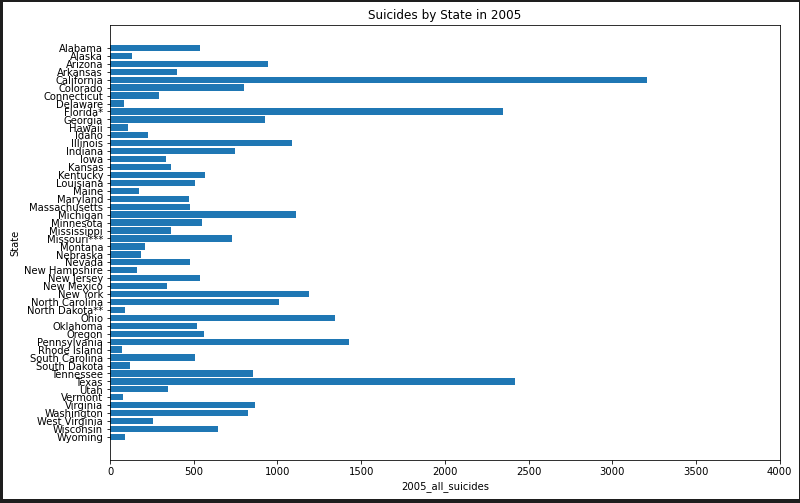 Suicides by State in 2005
Alabama
Alaska
Arizona
Arkansas
California
Colorado
Connecticut
Delaware
Florida*
Georgia
Hawaii
Idaho
Illinois
Indiana
Iowa
Kansas
Kentucky
Louisiana
Maine
Maryland
Massachusetts
Michigan
Minnesota
Mississippi
Missouri***
Montana
Nebraska
Nevada
New Hampshire
New Jersey
New Mexico
New York
North Carolina
North Dakota**
Ohio
Oklahoma
Oregon
Pennsylvania
Rhode Island
South Carolina
South Dakota
Tennessee
Texas
Utah
Vermont
Virginia
Washington
West Virginia
Wisconsin
Wyoming
State
0 500 1000 1500 2000 2500 3000 3500 4000
2005_all_suicides